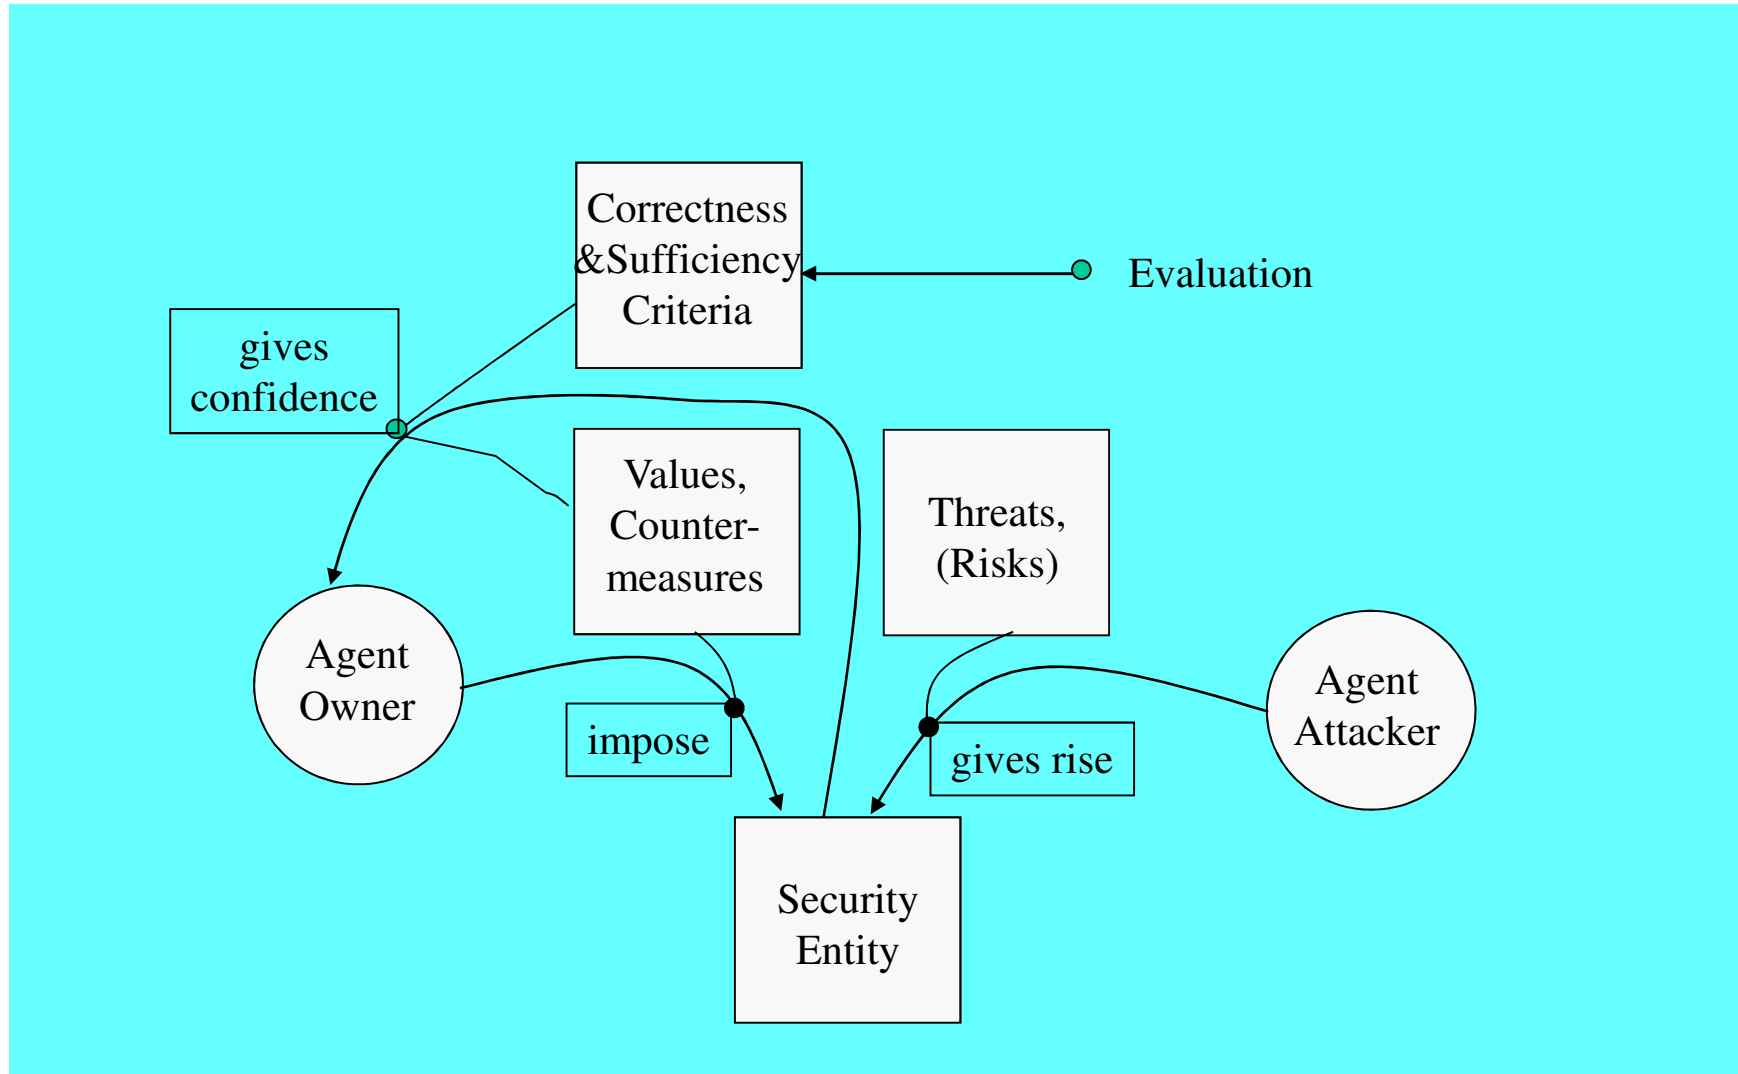 Correctness
&Sufficiency
Criteria
Evaluation
gives
confidence
Values,
Counter-
measures
Threats,
(Risks)
Agent
Owner
Agent
Attacker
impose
gives rise
Security
Entity